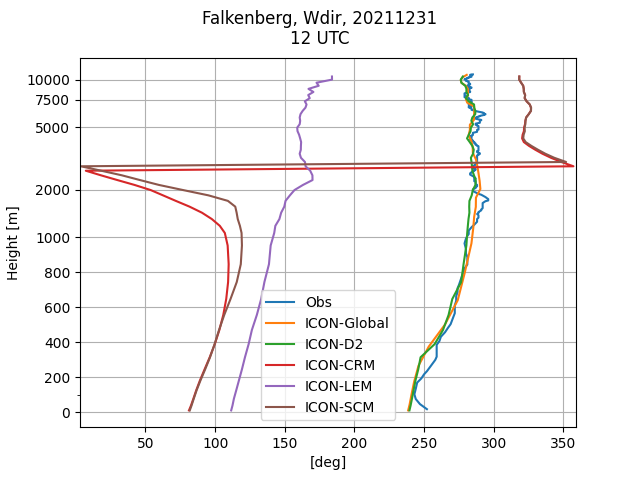 Falkenberg, Wdir, 20211231
12 UTC
Height [m]
10000
7500
5000
2000
1000
800
600
400
200
0
Obs
ICON-Global
ICON-D2
ICON-CRM
ICON-LEM
ICON-SCM
50 100 150 200 250 300 350
[deg]